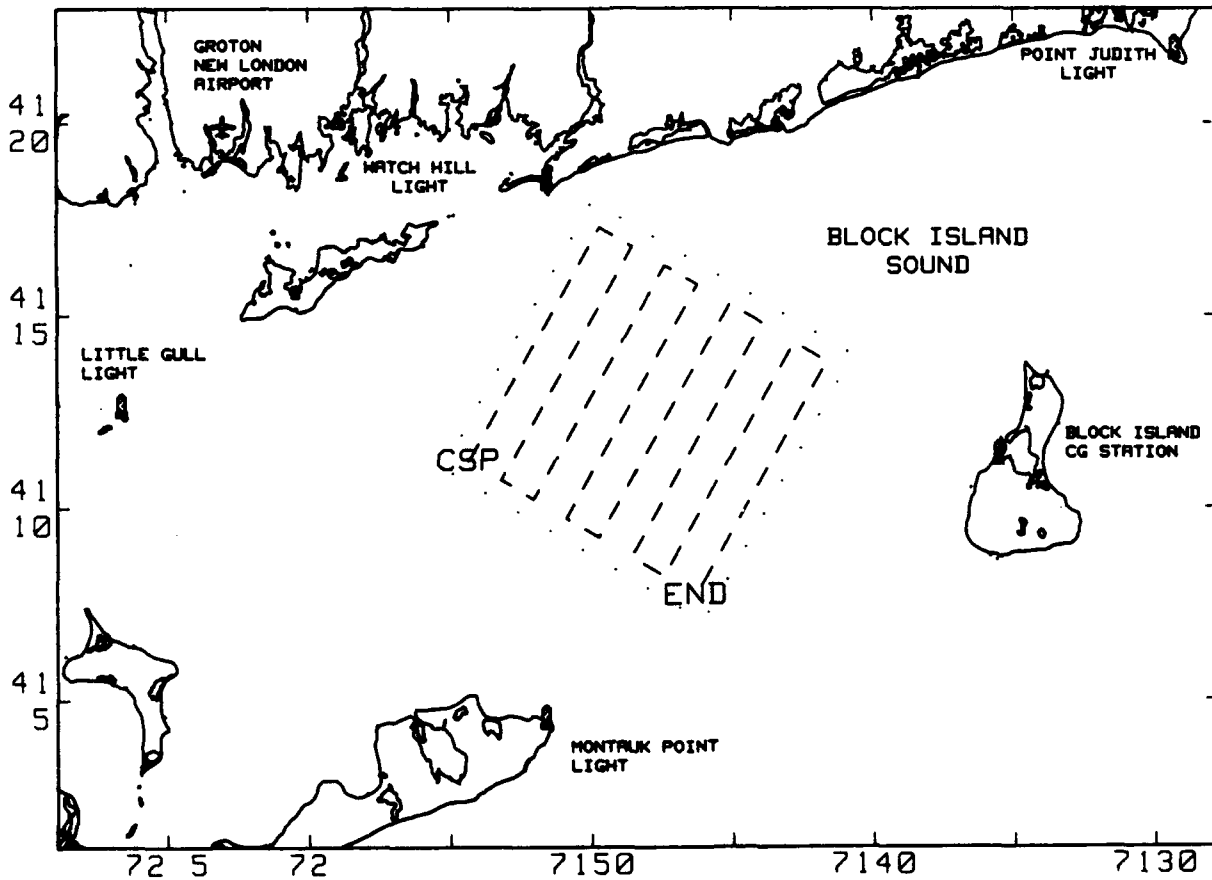 GROTON
NEW LONDON
AIRPORT
POINT JUDITH
LIGHT
41
20
WATCH HILL
LIGHT
BLOCK ISLAND
SOUND
41
15
LITTLE GULL
LIGHT
BLOCK ISLAND
CG STATION
CSP
41
10
END
41
5
MONTAUK POINT
LIGHT
72 5
72
7150
7140
7130